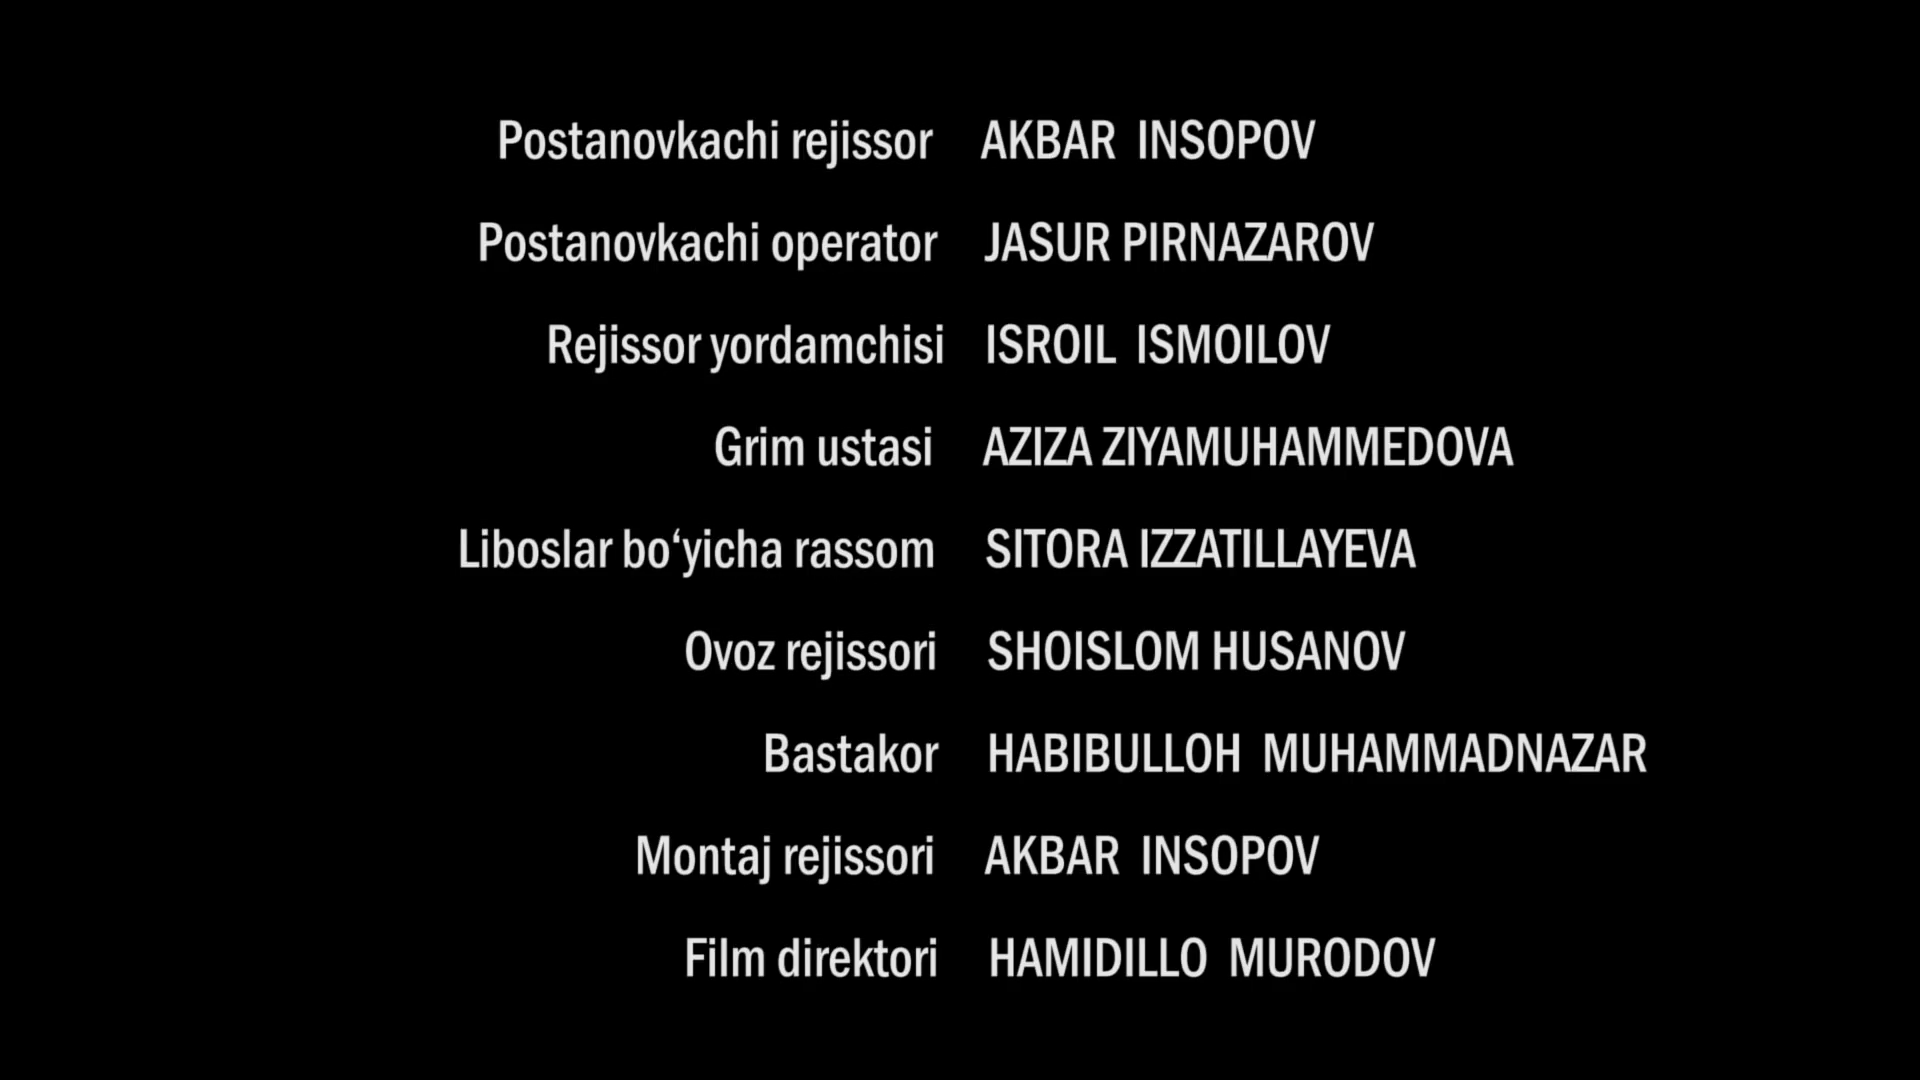 Postanovkachi rejissor AKBAR INSOPOV
Postanovkachi operator JASUR PIRNAZAROV
Rejissor yordamchisi ISROIL ISMOILOV
Grim ustasi AZIZA ZIYAMUHAMMEDOVA
Liboslar bo‘yicha rassom SITORA IZZATILLAYEVA
Ovoz rejissori SHOISLOM HUSANOV
Bastakor HABIBULLOH MUHAMMADNAZAR
Montaj rejissori AKBAR INSOPOV
Film direktori HAMIDILLO MURODOV